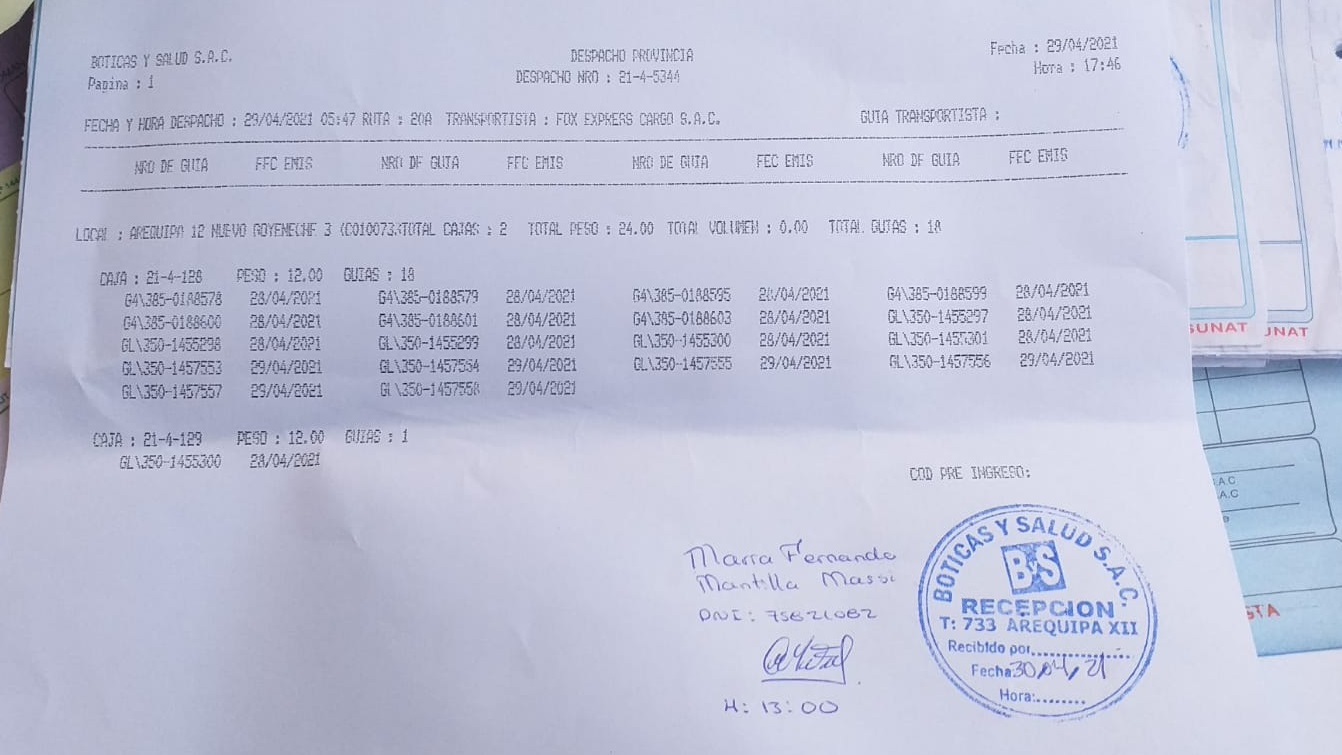 BOTICAS Y SALUD S.A.C. DESPACHO PROVINCIA Fecha : 29/04/2021
Pagina : 1 DESPACHO NRO : 21-4-5344 Hora : 17:46
FECHA Y HORA DESPACHO : 29/04/2021 05:47 RUTA : 20A TRANSPORTISTA : FOX EXPRESS CARGO S.A.C. GUIA TRANSPORTISTA :
NRO DE GUIA FEC EMIS NRO DE GUIA FEC EMIS NRO DE GUIA FEC EMIS NRO DE GUIA FEC EMIS
LOCAL : AREQUIPA 12 NUEVO GOYENECHE 3 (C010073)TOTAL CAJAS : 2 TOTAL PESO : 24.00 TOTAL VOLUMEN : 0.00 TOTAL GUIAS : 18
CAJA : 21-4-128 PESO : 12.00 GUIAS : 18
G4\385-0188578 28/04/2021 G4\385-0188579 28/04/2021 G4\385-0188595 28/04/2021 G4\385-0188599 28/04/2021
G4\385-0188600 28/04/2021 G4\385-0188601 28/04/2021 G4\385-0188603 28/04/2021 GL\350-1455297 28/04/2021
GL\350-1455298 28/04/2021 GL\350-1455299 28/04/2021 GL\350-1455300 28/04/2021 GL\350-1455301 28/04/2021
GL\350-1457553 29/04/2021 GL\350-1457554 29/04/2021 GL\350-1457555 29/04/2021 GL\350-1457556 29/04/2021
GL\350-1457557 29/04/2021 GL\350-1457558 29/04/2021
CAJA : 21-4-129 PESO : 12.00 GUIAS : 1
GL\350-1455300 28/04/2021
COD PRE INGRESO:
Maria Fernanda
Mantilla Massi
DNI: 75821082
H: 13:00
BOTICAS Y SALUD S.A.C.
B&S
RECEPCION
T: 733 AREQUIPA XII
Recibido por
Fecha 30/04/21
Hora:
SUNAT
UNAT
A.C
A.C
STA